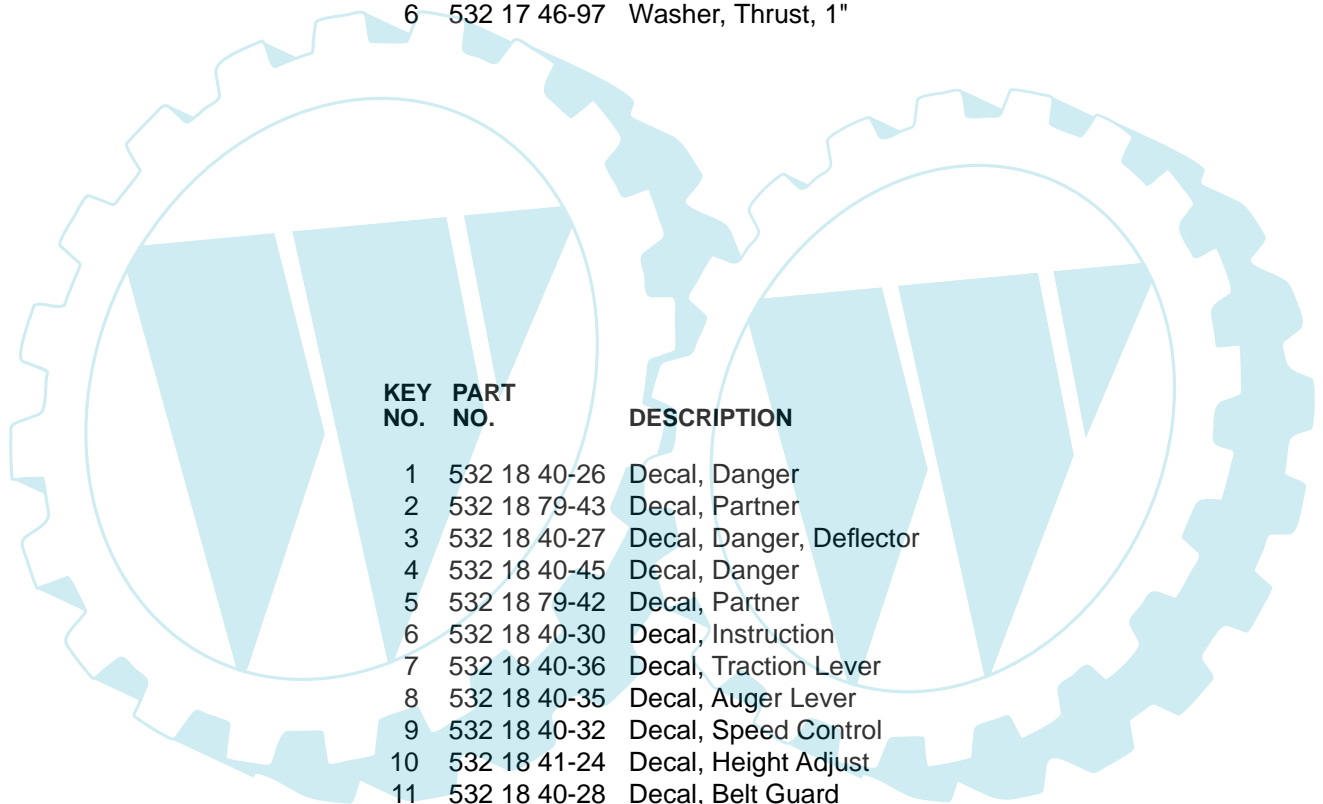 6 532 17 46-97 Washer, Thrust, 1"
KEY PART
NO. NO. DESCRIPTION
1 532 18 40-26 Decal, Danger
2 532 18 79-43 Decal, Partner
3 532 18 40-27 Decal, Danger, Deflector
4 532 18 40-45 Decal, Danger
5 532 18 79-42 Decal, Partner
6 532 18 40-30 Decal, Instruction
7 532 18 40-36 Decal, Traction Lever
8 532 18 40-35 Decal, Auger Lever
9 532 18 40-32 Decal, Speed Control
10 532 18 41-24 Decal, Height Adjust
11 532 18 40-28 Decal, Belt Guard